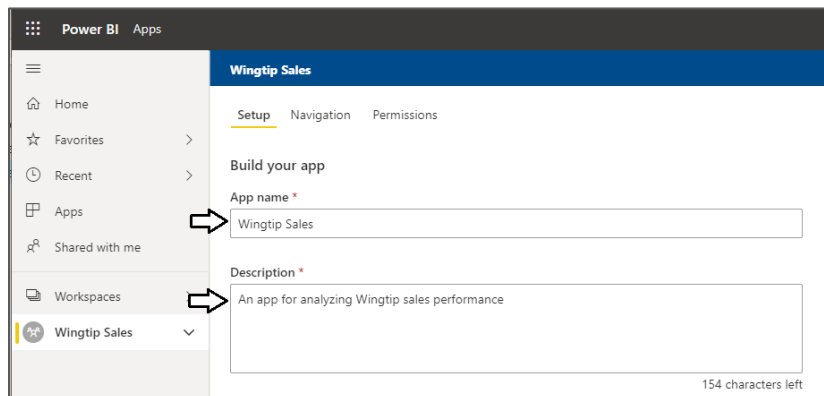 Power BI Apps
Wingtip Sales
Home
Favorites
Recent
Apps
Shared with me
Workspaces
Wingtip Sales
Setup Navigation Permissions
Build your app
App name *
Wingtip Sales
Description *
An app for analyzing Wingtip sales performance
154 characters left